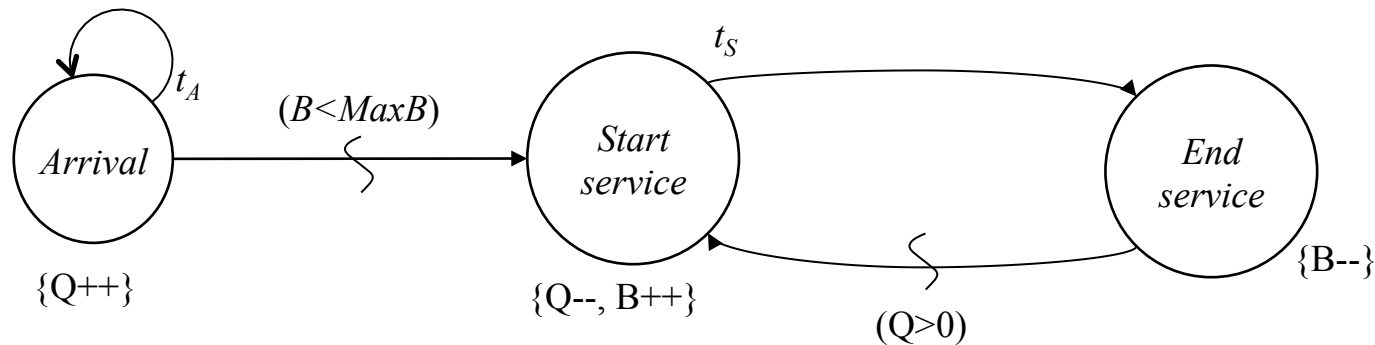 t_S
t_A
(B<MaxB)
Arrival
Start
service
End
service
{Q++}
{Q--, B++}
{B--}
(Q>0)